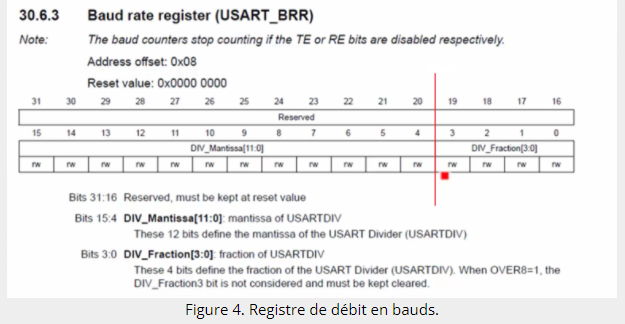 30.6.3 Baud rate register (USART_BRR)
Note: The baud counters stop counting if the TE or RE bits are disabled respectively.
Address offset: 0x08
Reset value: 0x0000 0000
31 30 29 28 27 26 25 24 23 22 21 20 19 18 17 16
Reserved
15 14 13 12 11 10 9 8 7 6 5 4 3 2 1 0
DIV_Mantissa[11:0] DIV_Fraction[3:0]
rw rw rw rw rw rw rw rw rw rw rw rw rw rw rw rw
Bits 31:16 Reserved, must be kept at reset value
Bits 15:4 DIV_Mantissa[11:0]: mantissa of USARTDIV
These 12 bits define the mantissa of the USART Divider (USARTDIV)
Bits 3:0 DIV_Fraction[3:0]: fraction of USARTDIV
These 4 bits define the fraction of the USART Divider (USARTDIV). When OVER8=1, the
DIV_Fraction3 bit is not considered and must be kept cleared.
Figure 4. Registre de débit en bauds.